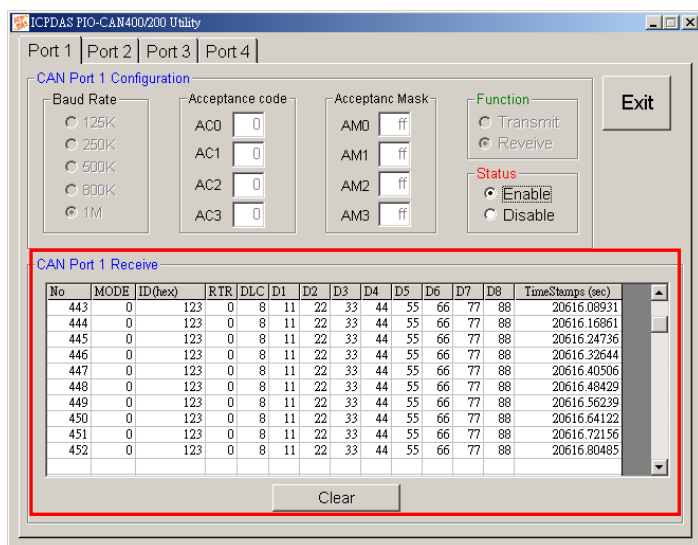 ICPDAS PIO-CAN400/200 Utility
Port 1 Port 2 Port 3 Port 4
CAN Port 1 Configuration
Baud Rate
125K
250K
500K
800K
1M
Acceptance code
AC0 0
AC1 0
AC2 0
AC3 0
Acceptanc Mask
AM0 ff
AM1 ff
AM2 ff
AM3 ff
Function
Transmit
Reveive
Status
Enable
Disable
Exit
CAN Port 1 Receive
No MODE ID(hex) RTR DLC D1 D2 D3 D4 D5 D6 D7 D8 TimeStamps (sec)
443 0 123 0 8 11 22 33 44 55 66 77 88 20616.08931
444 0 123 0 8 11 22 33 44 55 66 77 88 20616.16861
445 0 123 0 8 11 22 33 44 55 66 77 88 20616.24736
446 0 123 0 8 11 22 33 44 55 66 77 88 20616.32644
447 0 123 0 8 11 22 33 44 55 66 77 88 20616.40506
448 0 123 0 8 11 22 33 44 55 66 77 88 20616.48429
449 0 123 0 8 11 22 33 44 55 66 77 88 20616.56239
450 0 123 0 8 11 22 33 44 55 66 77 88 20616.64122
451 0 123 0 8 11 22 33 44 55 66 77 88 20616.72156
452 0 123 0 8 11 22 33 44 55 66 77 88 20616.80485
Clear